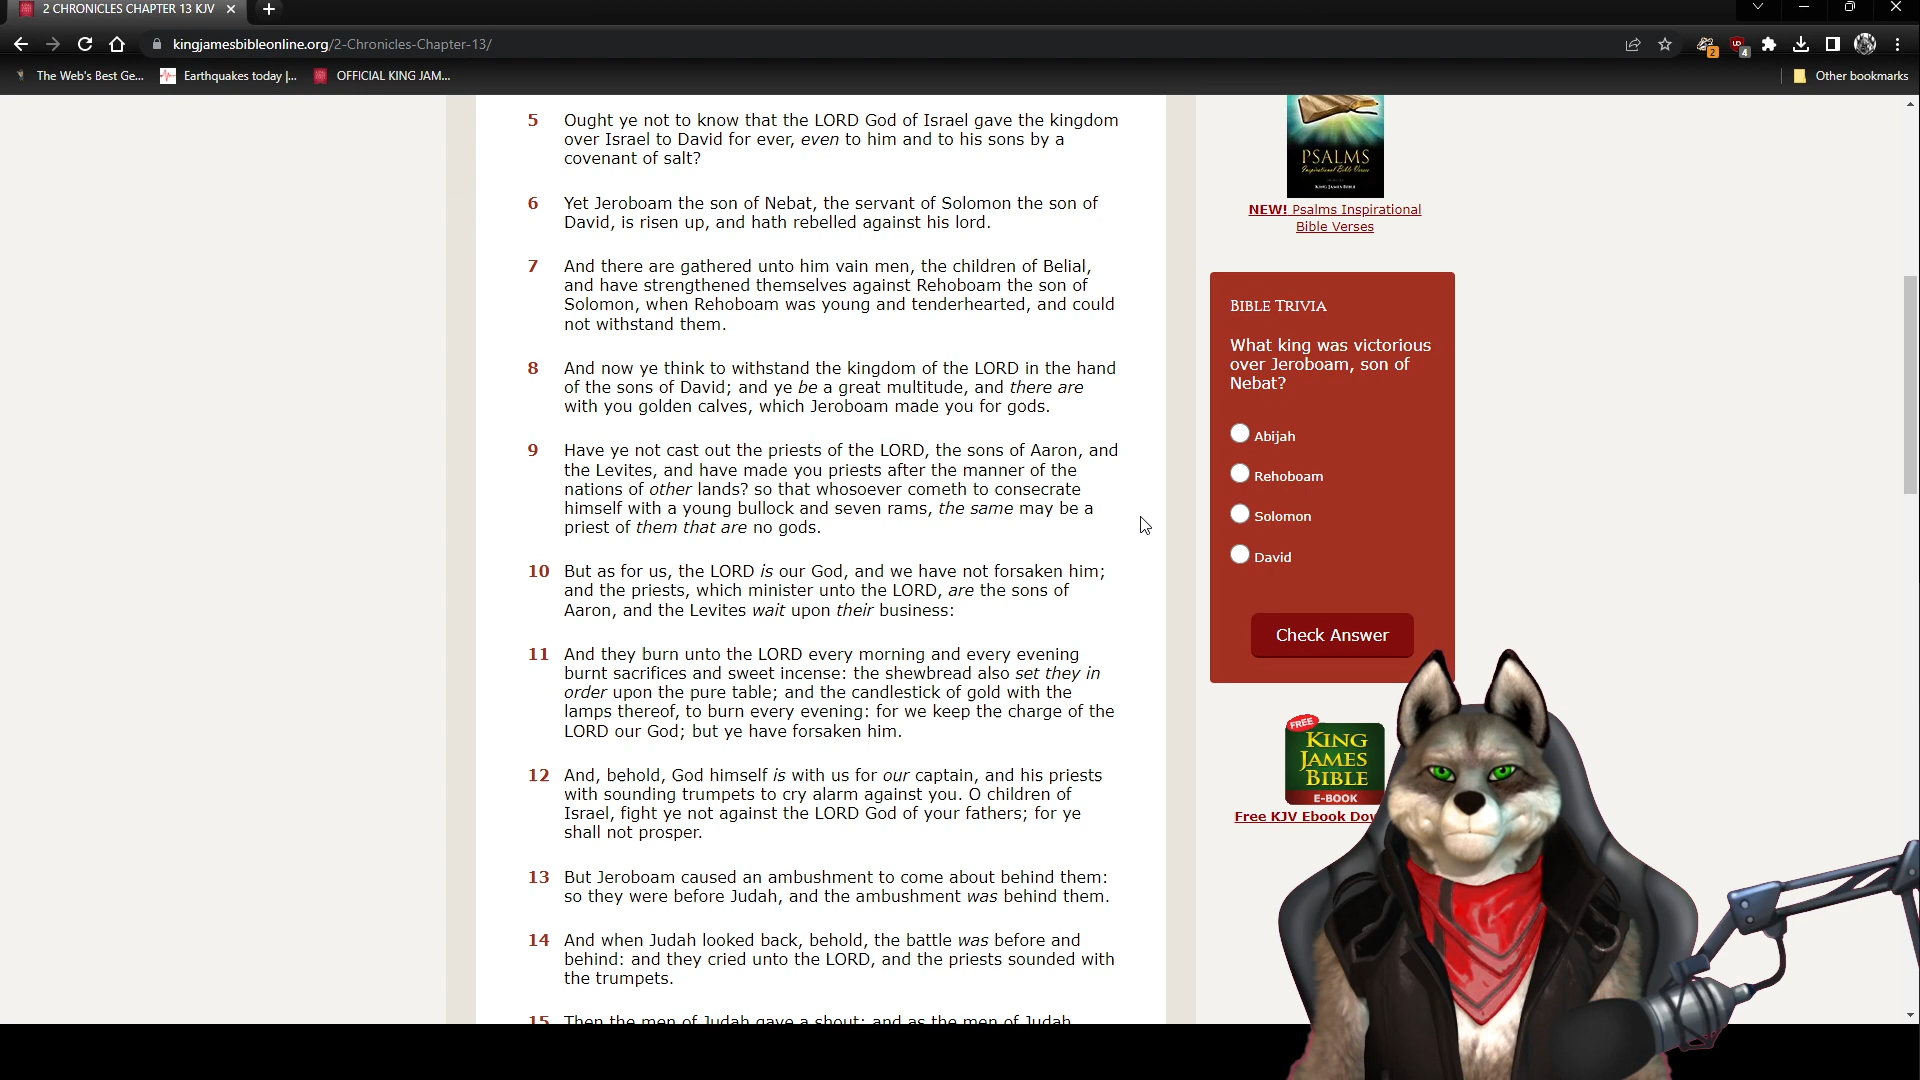 2 CHRONICLES CHAPTER 13 KJV
kingjamesbibleonline.org/2-Chronicles-Chapter-13/
2
4
The Web's Best Ge...
Earthquakes today |...
OFFICIAL KING JAM...
Other bookmarks
5 Ought ye not to know that the LORD God of Israel gave the kingdom
over Israel to David for ever, even to him and to his sons by a
covenant of salt?
6 Yet Jeroboam the son of Nebat, the servant of Solomon the son of
David, is risen up, and hath rebelled against his lord.
7 And there are gathered unto him vain men, the children of Belial,
and have strengthened themselves against Rehoboam the son of
Solomon, when Rehoboam was young and tenderhearted, and could
not withstand them.
8 And now ye think to withstand the kingdom of the LORD in the hand
of the sons of David; and ye be a great multitude, and there are
with you golden calves, which Jeroboam made you for gods.
9 Have ye not cast out the priests of the LORD, the sons of Aaron, and
the Levites, and have made you priests after the manner of the
nations of other lands? so that whosoever cometh to consecrate
himself with a young bullock and seven rams, the same may be a
priest of them that are no gods.
10 But as for us, the LORD is our God, and we have not forsaken him;
and the priests, which minister unto the LORD, are the sons of
Aaron, and the Levites wait upon their business:
11 And they burn unto the LORD every morning and every evening
burnt sacrifices and sweet incense: the shewbread also set they in
order upon the pure table; and the candlestick of gold with the
lamps thereof, to burn every evening: for we keep the charge of the
LORD our God; but ye have forsaken him.
12 And, behold, God himself is with us for our captain, and his priests
with sounding trumpets to cry alarm against you. O children of
Israel, fight ye not against the LORD God of your fathers; for ye
shall not prosper.
13 But Jeroboam caused an ambushment to come about behind them:
so they were before Judah, and the ambushment was behind them.
14 And when Judah looked back, behold, the battle was before and
behind: and they cried unto the LORD, and the priests sounded with
the trumpets.
15 Then the men of Judah gave a shout: and as the men of Judah
PSALMS
Inspirational Bible Verses
KING JAMES BIBLE
NEW! Psalms Inspirational
Bible Verses
BIBLE TRIVIA
What king was victorious
over Jeroboam, son of
Nebat?
Abijah
Rehoboam
Solomon
David
Check Answer
FREE
KING
JAMES
BIBLE
E-BOOK
Free KJV Ebook Dow